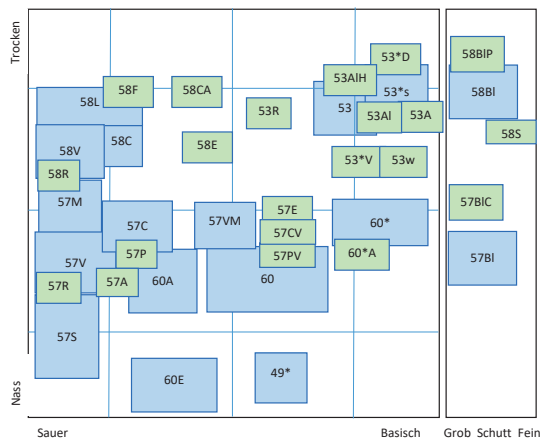 Trocken
53*D
58BlP
53AlH
58F
58CA
53*s
58Bl
58L
53
53R
53Al
53A
58S
58V
58C
58E
53*V
53w
58R
57M
57BlC
57C
57VM
57E
60*
57CV
57V
57P
57PV
60*A
57Bl
57R
57A
60A
60
57S
60E
49*
Nass
Sauer
Basisch
Grob Schutt Fein